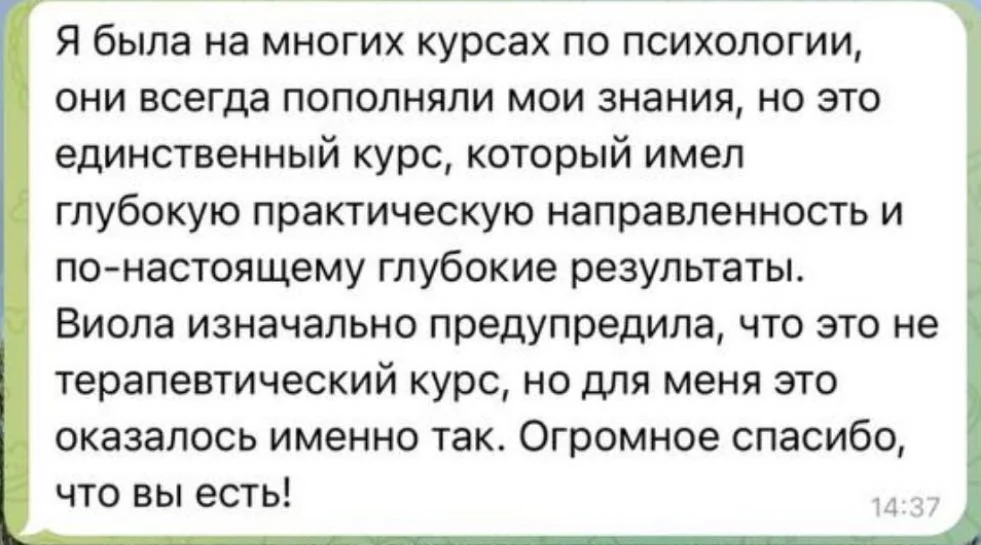 Я была на многих курсах по психологии,
они всегда пополняли мои знания, но это
единственный курс, который имел
глубокую практическую направленность и
по-настоящему глубокие результаты.
Виола изначально предупредила, что это не
терапевтический курс, но для меня это
оказалось именно так. Огромное спасибо,
что вы есть!
14:37